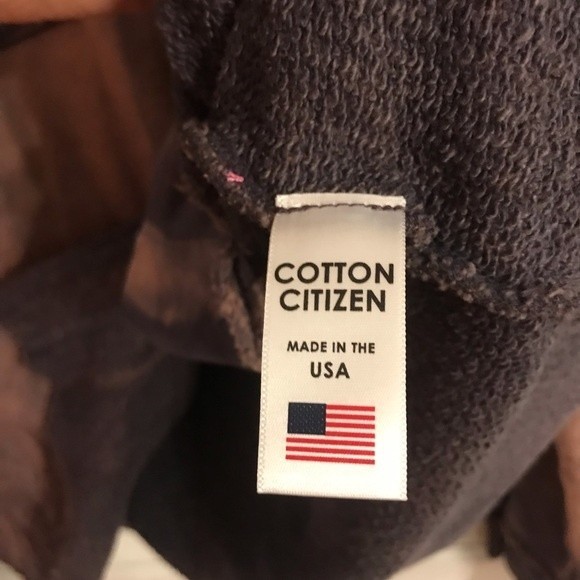 COTTON
CITIZEN
MADE IN THE
USA